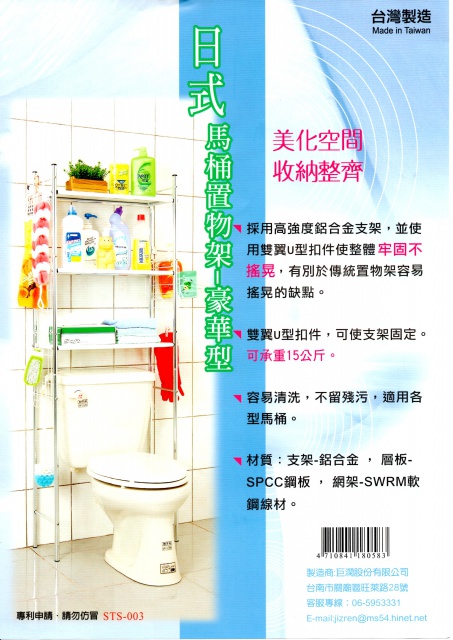 台灣製造
Made in Taiwan
日式馬桶置物架-豪華型
美化空間
收納整齊
採用高強度鋁合金支架，並使
用雙翼U型扣件使整體牢固不
搖晃，有別於傳統置物架容易
搖晃的缺點。
雙翼U型扣件，可使支架固定。
可承重15公斤。
容易清洗，不留殘污，適用各
型馬桶。
材質：支架-鋁合金 ， 層板-
SPCC鋼板 ， 網架-SWRM軟
鋼線材。
4 710841 180583
製造商:巨潤股份有限公司
台南市關廟區旺萊路28號
客服專線：06-5953331
E-mail:jizren@ms54.hinet.net
專利申請．請勿仿冒 STS-003